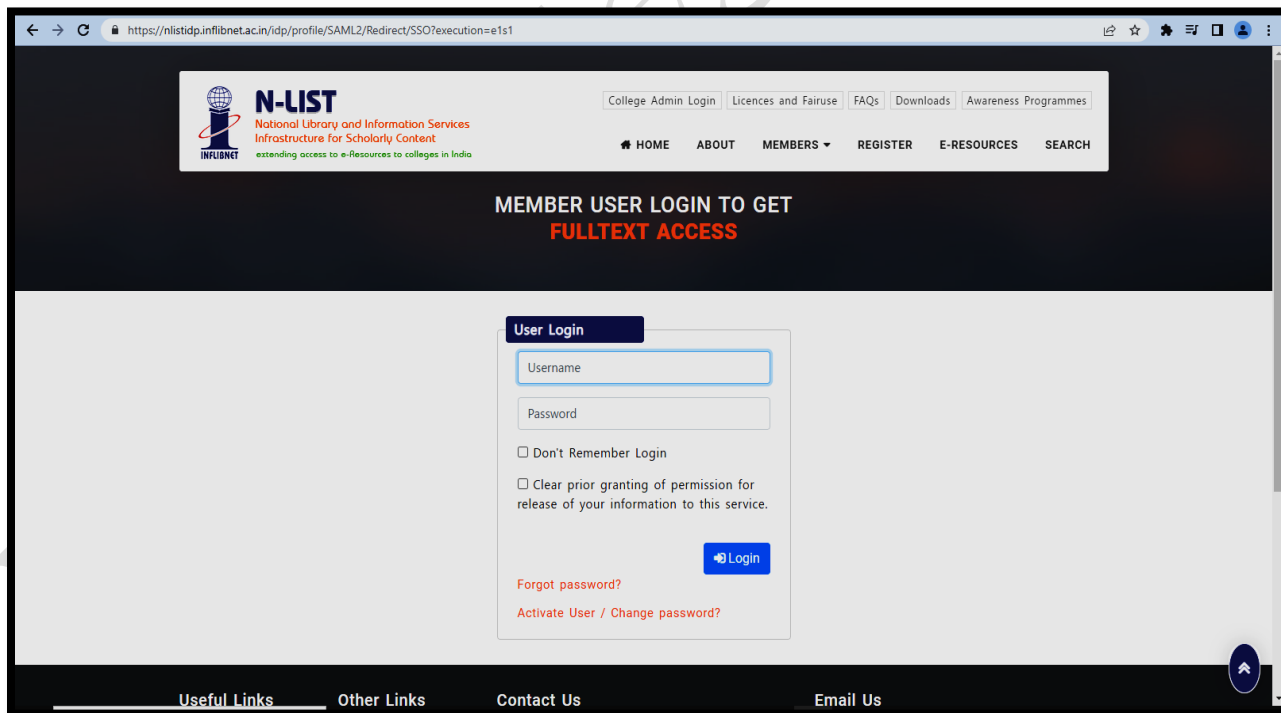 https://nlistidp.inflibnet.ac.in/idp/profile/SAML2/Redirect/SSO?execution=e1s1
INFLIBNET
N-LIST
National Library and Information Services
Infrastructure for Scholarly Content
extending access to e-Resources to colleges in India
College Admin Login Licences and Fairuse FAQs Downloads Awareness Programmes
HOME ABOUT MEMBERS REGISTER E-RESOURCES SEARCH
MEMBER USER LOGIN TO GET
FULLTEXT ACCESS
User Login
Username
Password
Don't Remember Login
Clear prior granting of permission for
release of your information to this service.
Login
Forgot password?
Activate User / Change password?
Useful Links Other Links Contact Us Email Us